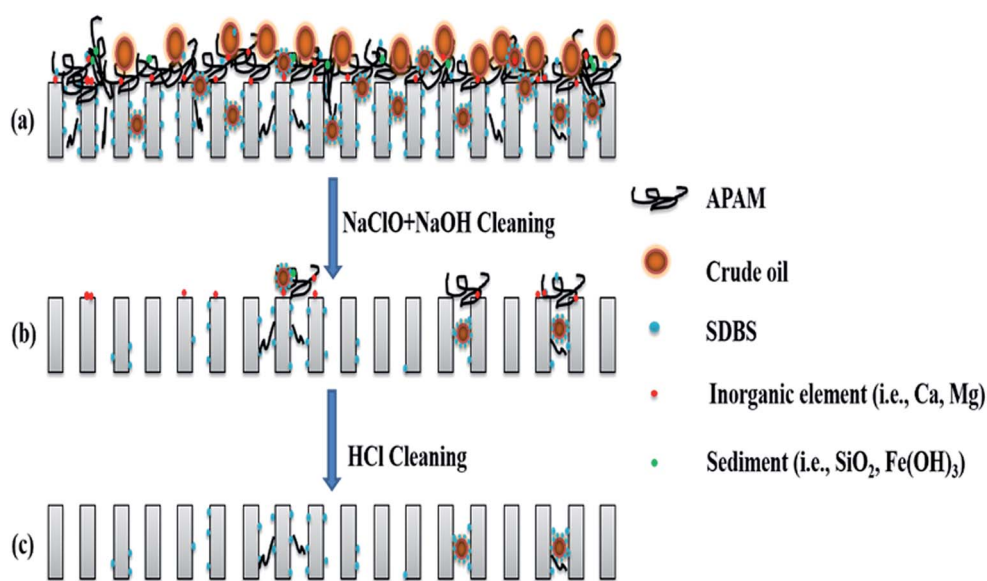 (a)
NaClO+NaOH Cleaning
(b)
HCl Cleaning
(c)
APAM
Crude oil
SDBS
Inorganic element (i.e., Ca, Mg)
Sediment (i.e., SiO₂, Fe(OH)₃)